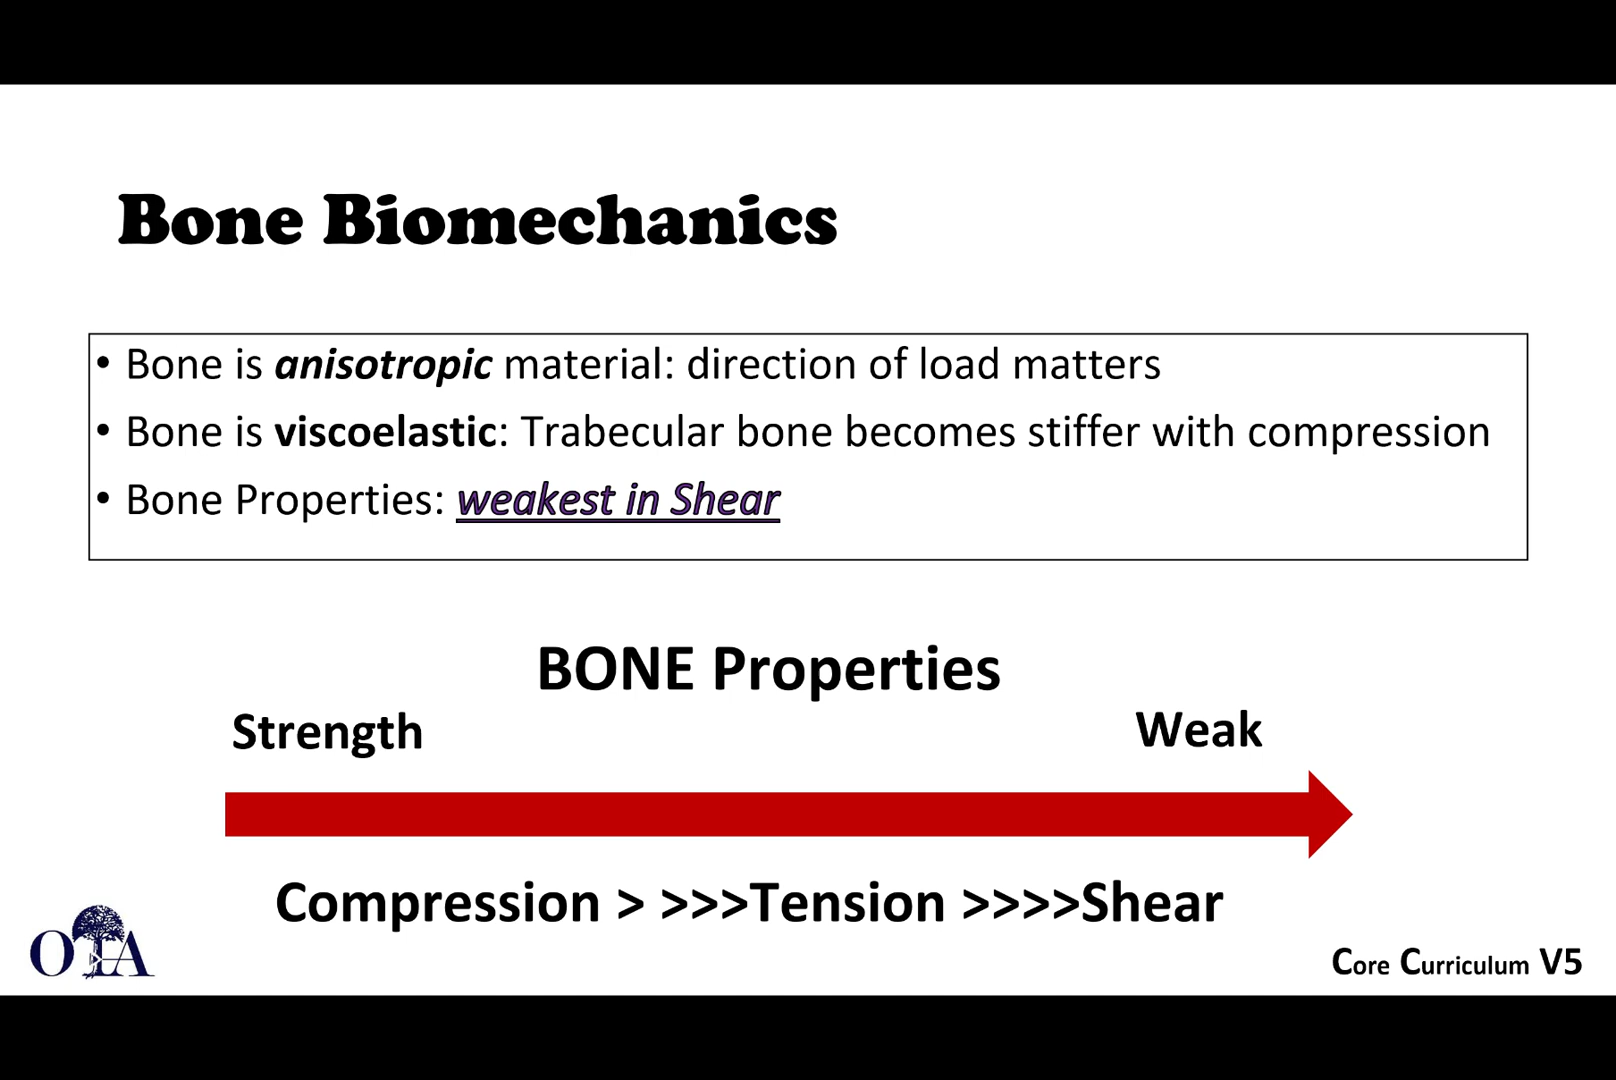 Bone Biomechanics
• Bone is anisotropic material: direction of load matters
• Bone is viscoelastic: Trabecular bone becomes stiffer with compression
• Bone Properties: weakest in Shear
BONE Properties
Strength Weak
Compression > >>>Tension >>>>Shear
OTA
Core Curriculum V5